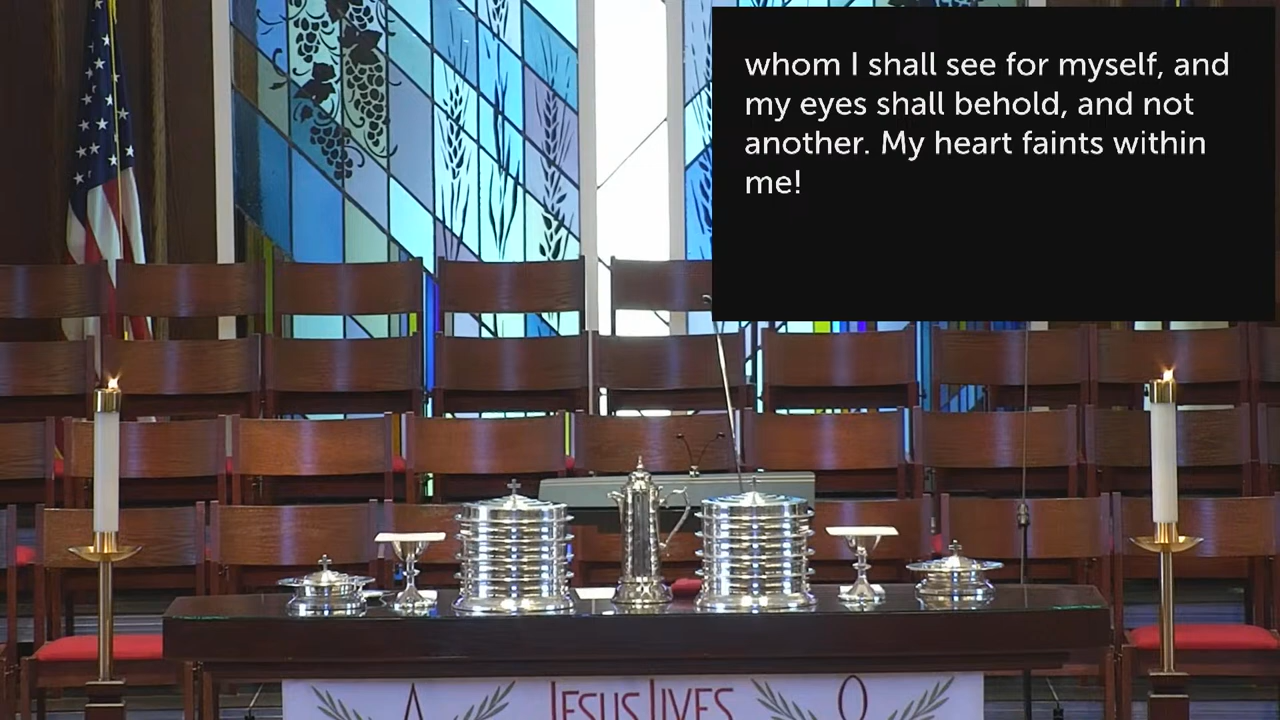 whom I shall see for myself, and
my eyes shall behold, and not
another. My heart faints within
me!
A JESUS LIVES Ω